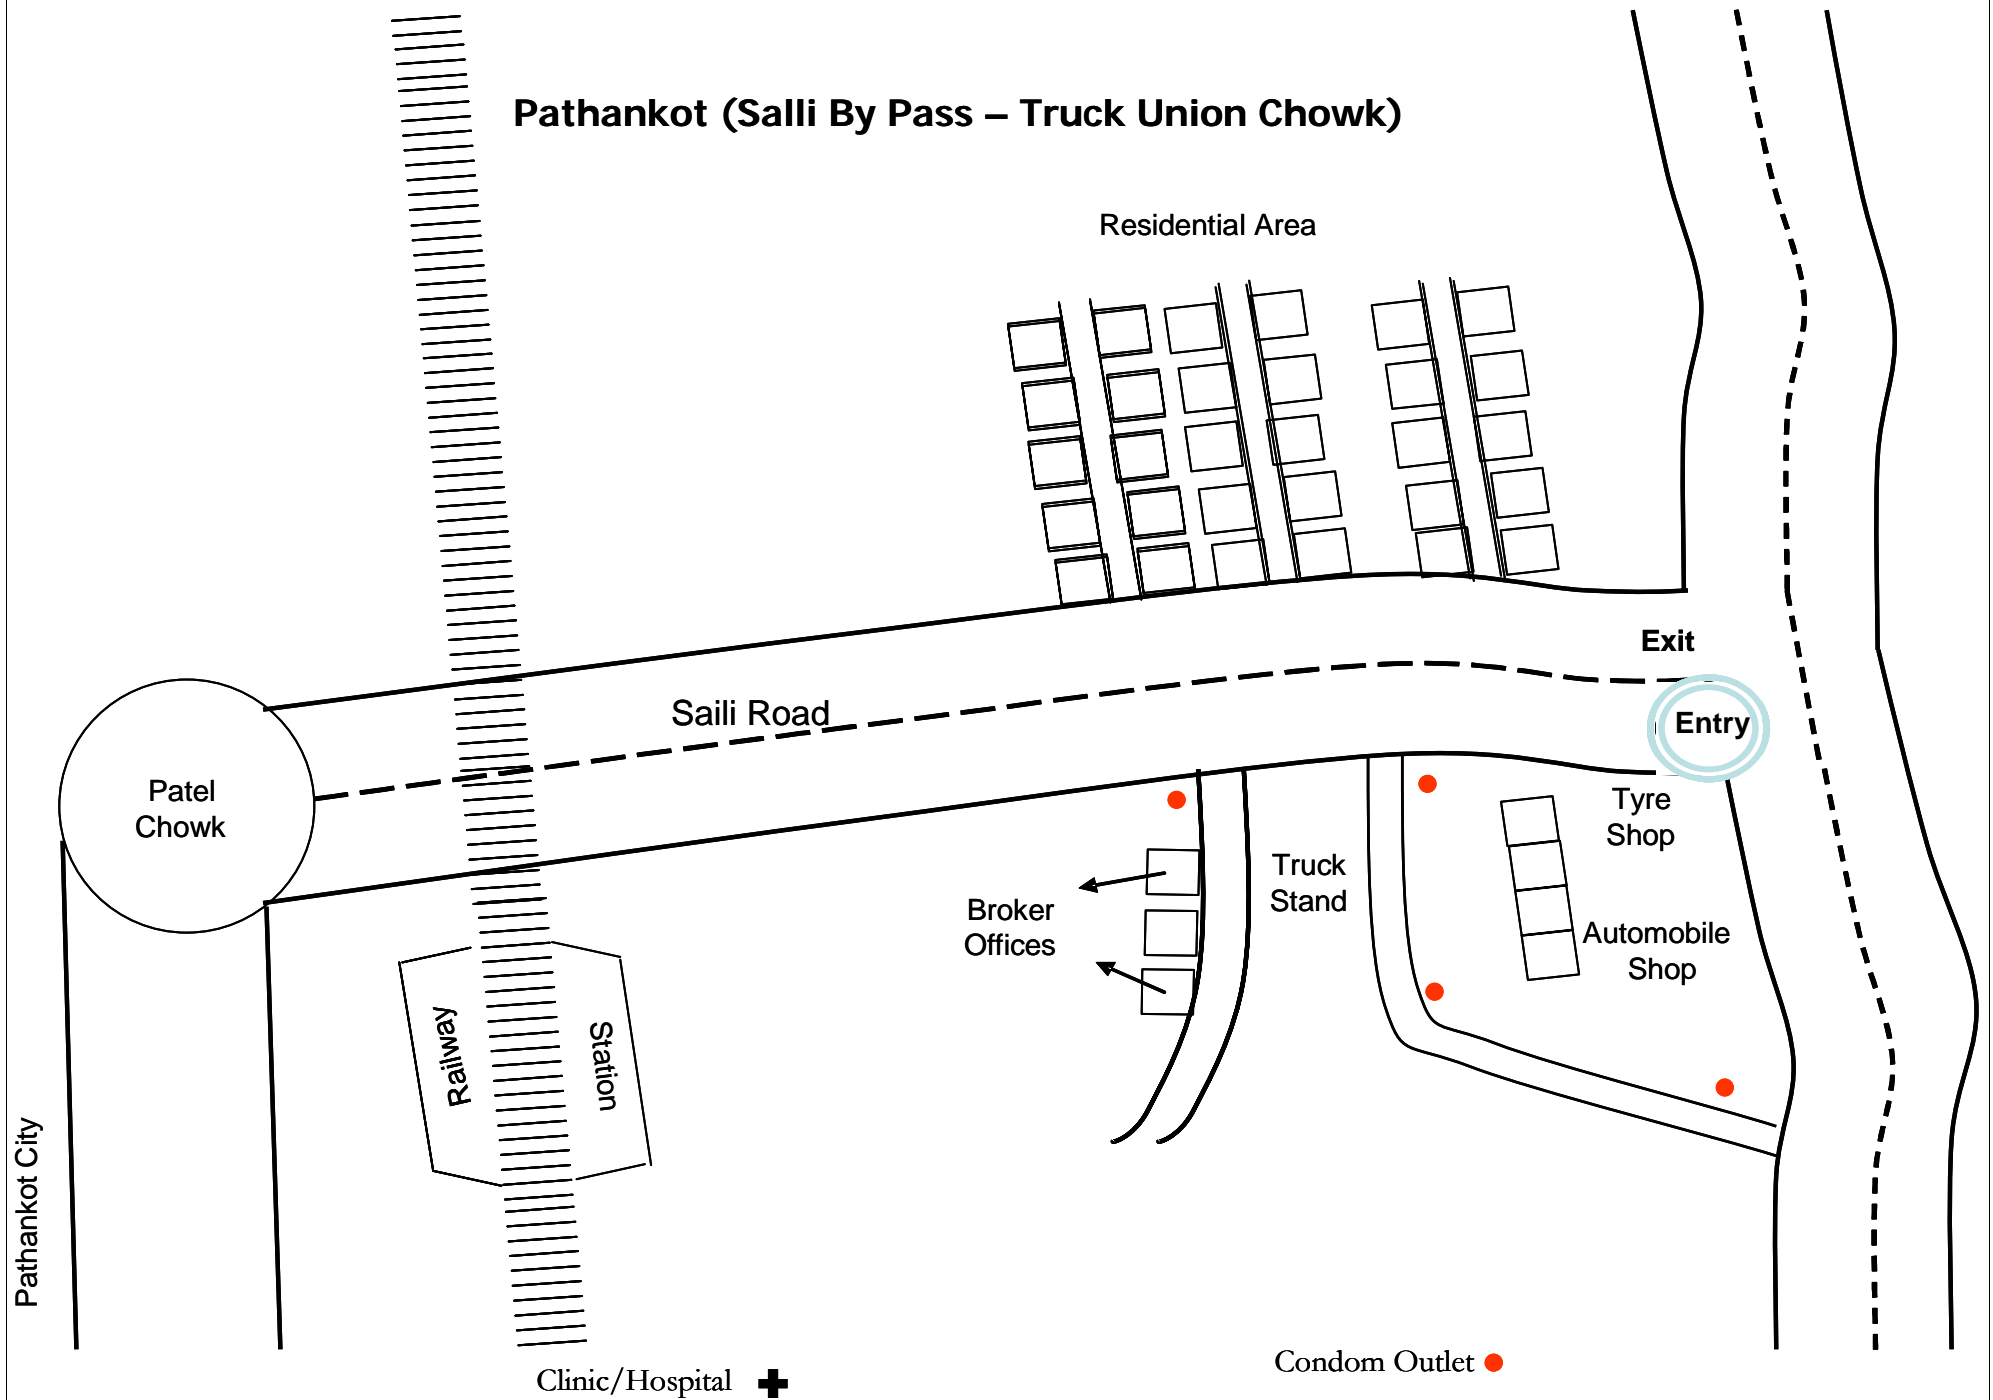 Pathankot (Salli By Pass – Truck Union Chowk)
Residential Area
Exit
Entry
Saili Road
Patel
Chowk
Tyre
Shop
Truck
Stand
Broker
Offices
Automobile
Shop
Railway
Station
Pathankot City
Condom Outlet
Clinic/Hospital